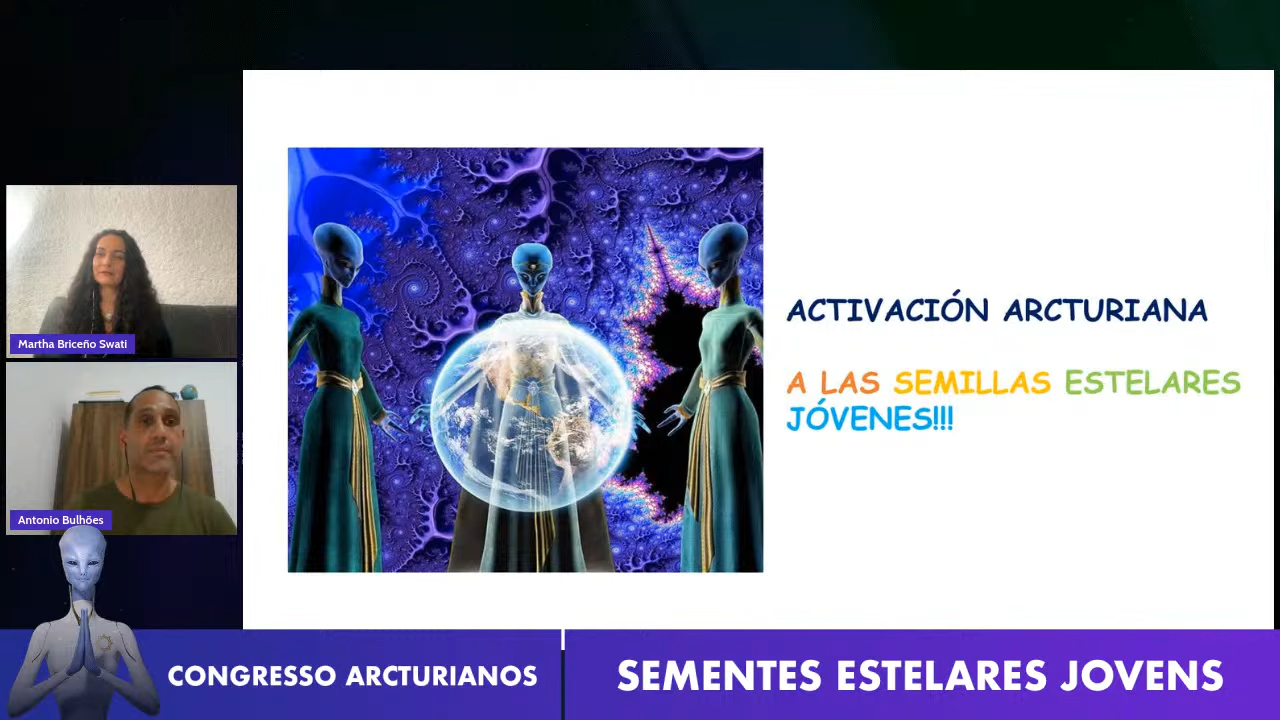 Martha Briceño Swati
Antonio Bulhões
ACTIVACIÓN ARCTURIANA
A LAS SEMILLAS ESTELARES
JÓVENES!!!
CONGRESSO ARCTURIANOS
SEMENTES ESTELARES JOVENS